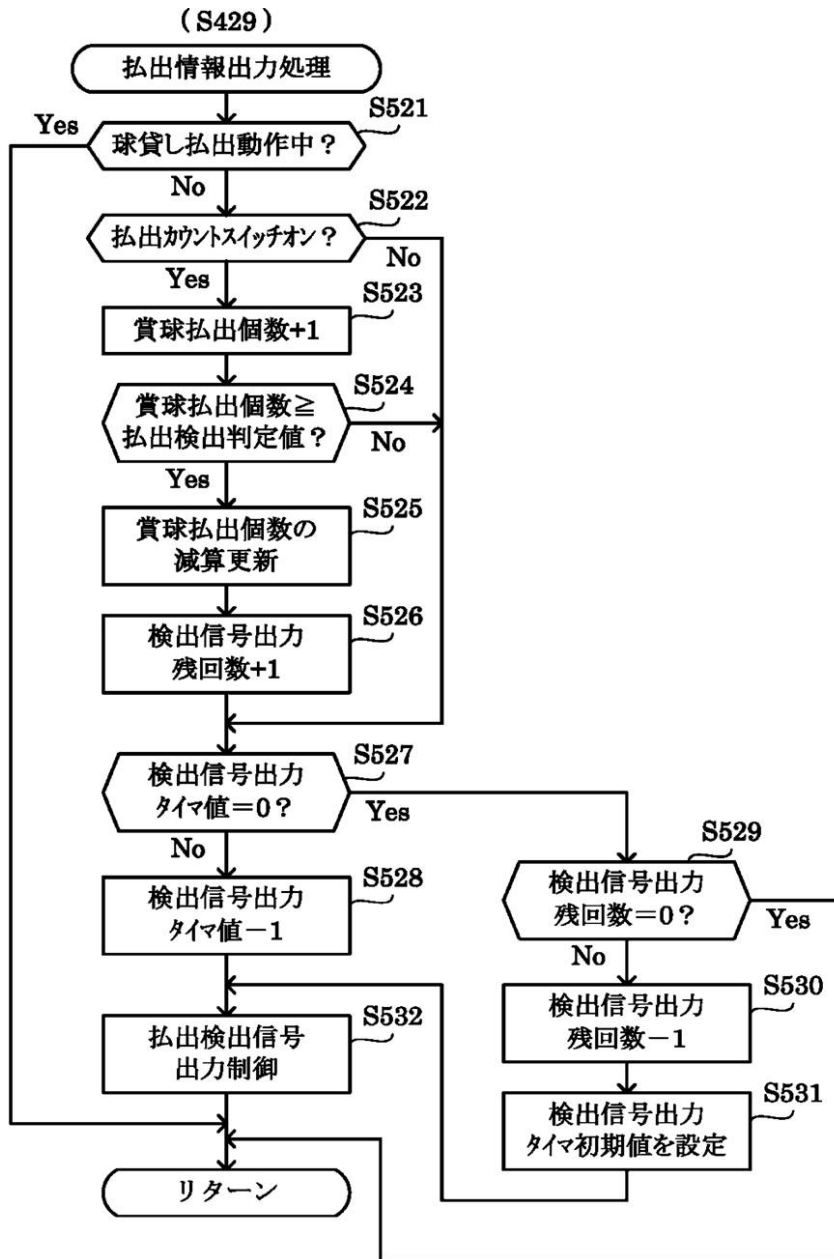 (S429)
払出情報出力処理
S521
Yes
球貸し払出動作中?
No
S522
払出カウントスイッチオン?
No
Yes
S523
賞球払出個数+1
S524
賞球払出個数≧
払出検出判定値?
No
Yes
S525
賞球払出個数の
減算更新
S526
検出信号出力
残回数+1
S527
検出信号出力
タイマ値=0?
Yes
No
S528
検出信号出力
タイマ値-1
S529
検出信号出力
残回数=0?
Yes
No
S530
検出信号出力
残回数-1
S531
検出信号出力
タイマ初期値を設定
S532
払出検出信号
出力制御
リターン